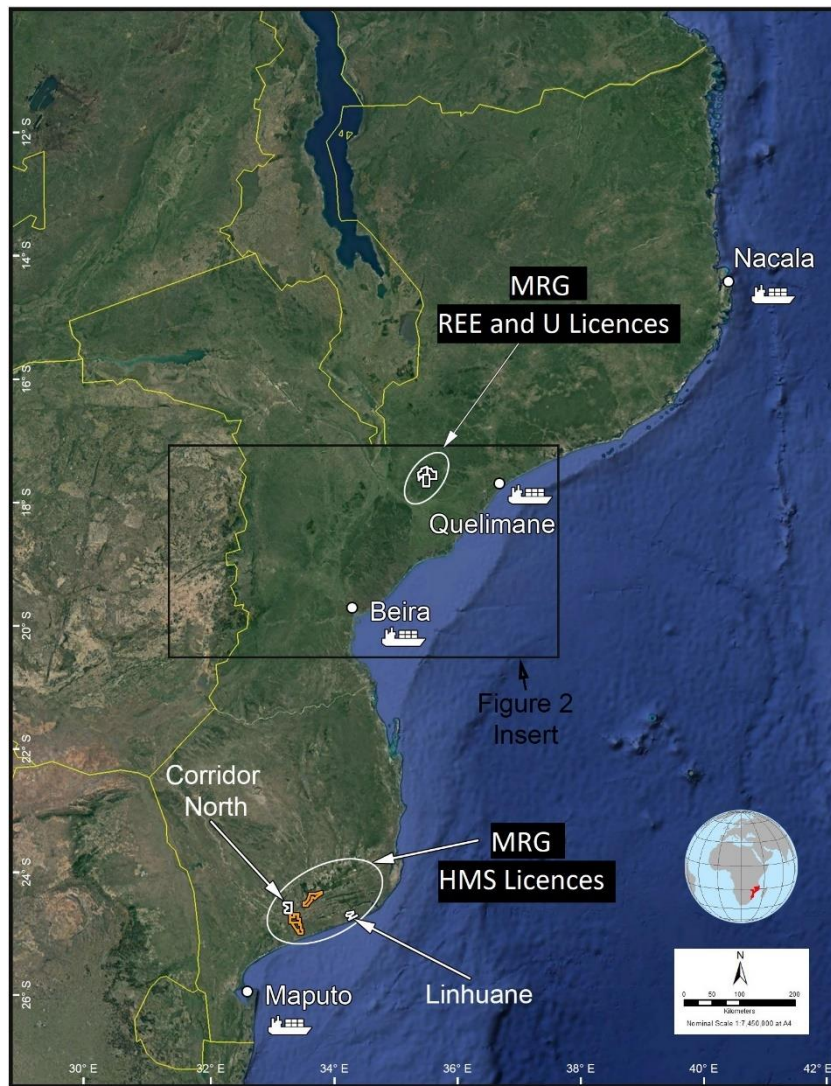 12° S
14° S
16° S
18° S
20° S
22° S
24° S
26° S
Nacala
MRG
REE and U Licences
Quelimane
Beira
Figure 2
Insert
Corridor
North
MRG
HMS Licences
Linhuane
Maputo
N
0 50 100 200
Kilometers
Nominal Scale 1:7,450,000 at A4
30° E
32° E
34° E
36° E
38° E
40° E
42° E